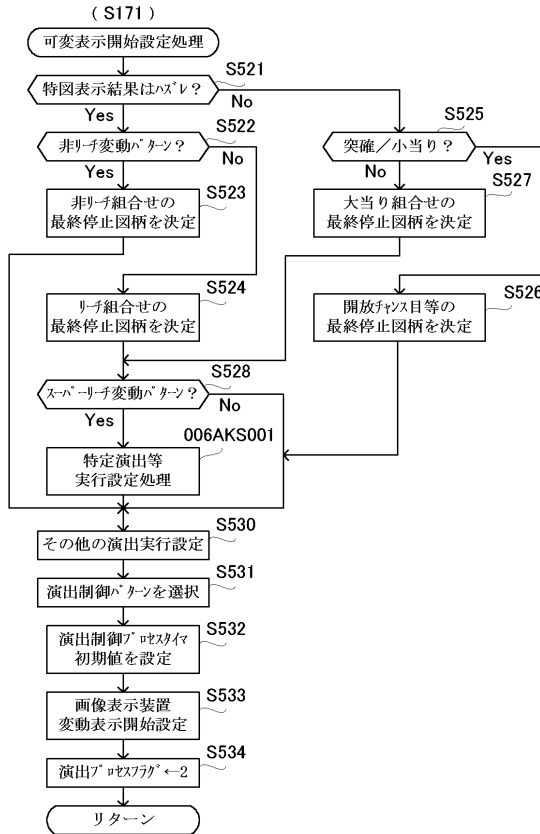 ( S171 )
可変表示開始設定処理
S521
特図表示結果はハズレ？
Yes
No
S522
非リーチ変動パターン？
Yes
No
S525
突確／小当り？
Yes
No
S523
非リーチ組合せの
最終停止図柄を決定
S527
大当り組合せの
最終停止図柄を決定
S524
リーチ組合せの
最終停止図柄を決定
S526
開放チャンス目等の
最終停止図柄を決定
S528
スーパーリーチ変動パターン？
Yes
No
006AKS001
特定演出等
実行設定処理
S530
その他の演出実行設定
S531
演出制御パターンを選択
S532
演出制御プロセスタイマ
初期値を設定
S533
画像表示装置
変動表示開始設定
S534
演出プロセスフラグ←2
リターン